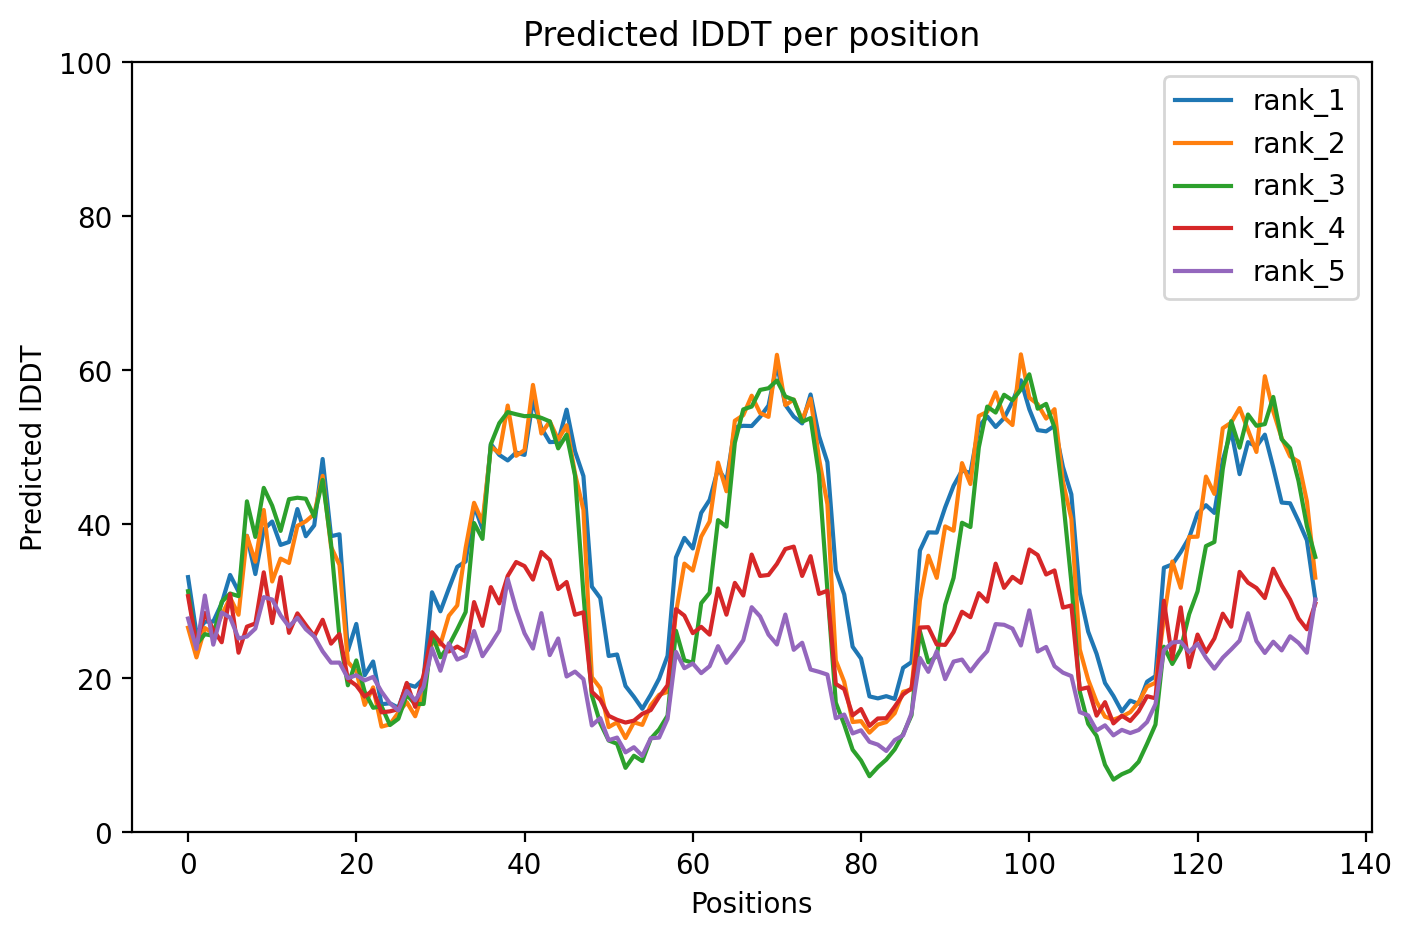 Predicted lDDT per position
100
80
60
40
20
0
Predicted lDDT
0 20 40 60 80 100 120 140
Positions
rank_1
rank_2
rank_3
rank_4
rank_5